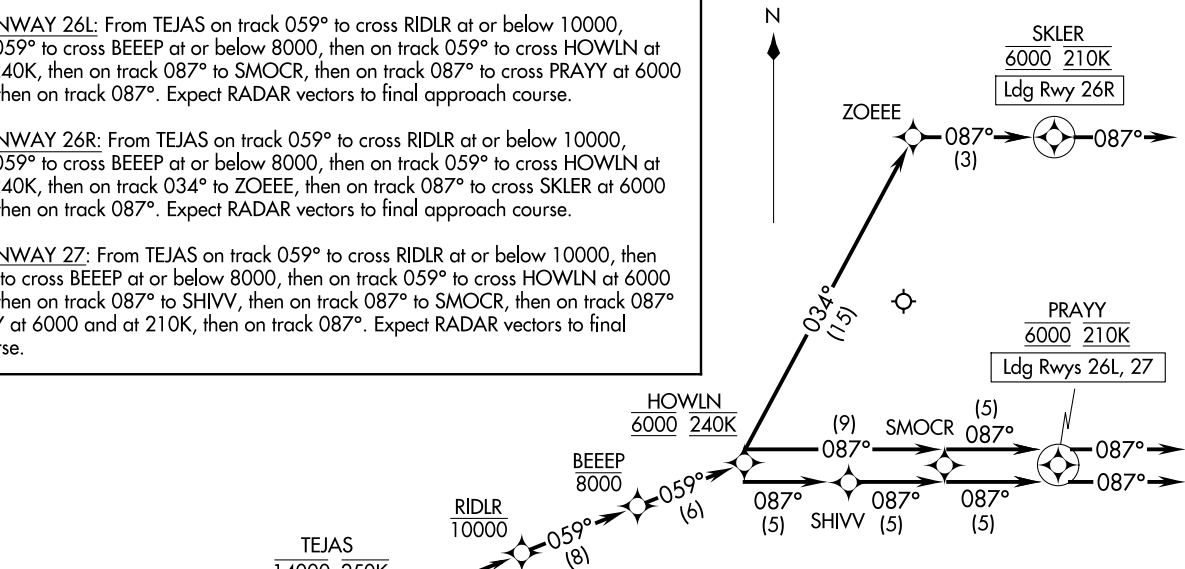 NWAY 26L: From TEJAS on track 059° to cross RIDLR at or below 10000,
059° to cross BEEEP at or below 8000, then on track 059° to cross HOWLN at
40K, then on track 087° to SMOCR, then on track 087° to cross PRAYY at 6000
then on track 087°. Expect RADAR vectors to final approach course.
NWAY 26R: From TEJAS on track 059° to cross RIDLR at or below 10000,
059° to cross BEEEP at or below 8000, then on track 059° to cross HOWLN at
40K, then on track 034° to ZOEEE, then on track 087° to cross SKLER at 6000
then on track 087°. Expect RADAR vectors to final approach course.
NWAY 27: From TEJAS on track 059° to cross RIDLR at or below 10000, then
to cross BEEEP at or below 8000, then on track 059° to cross HOWLN at 6000
then on track 087° to SHIVV, then on track 087° to SMOCR, then on track 087°
Y at 6000 and at 210K, then on track 087°. Expect RADAR vectors to final
rse.
N
SKLER
6000 210K
Ldg Rwy 26R
ZOEEE
087°
(3)
087°
034°
(15)
PRAYY
6000 210K
Ldg Rwys 26L, 27
HOWLN
6000 240K
(9)
087°
SMOCR
(5)
087°
087°
BEEEP
8000
059°
(6)
087°
(5)
SHIVV
087°
(5)
087°
(5)
087°
RIDLR
10000
059°
(8)
TEJAS
14000 250K